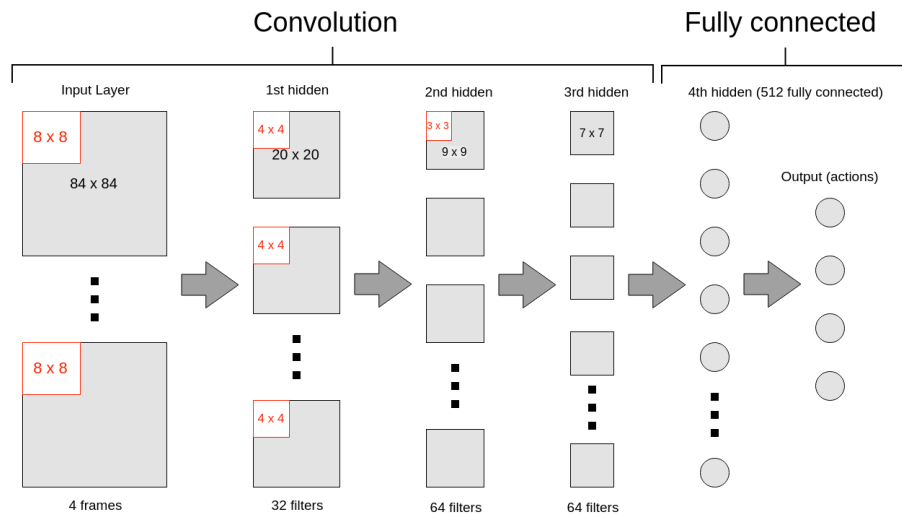 Convolution
Fully connected
Input Layer
1st hidden
2nd hidden
3rd hidden
4th hidden (512 fully connected)
8 x 8
84 x 84
4 x 4
20 x 20
3 x 3
9 x 9
7 x 7
Output (actions)
4 x 4
8 x 8
4 x 4
4 frames
32 filters
64 filters
64 filters